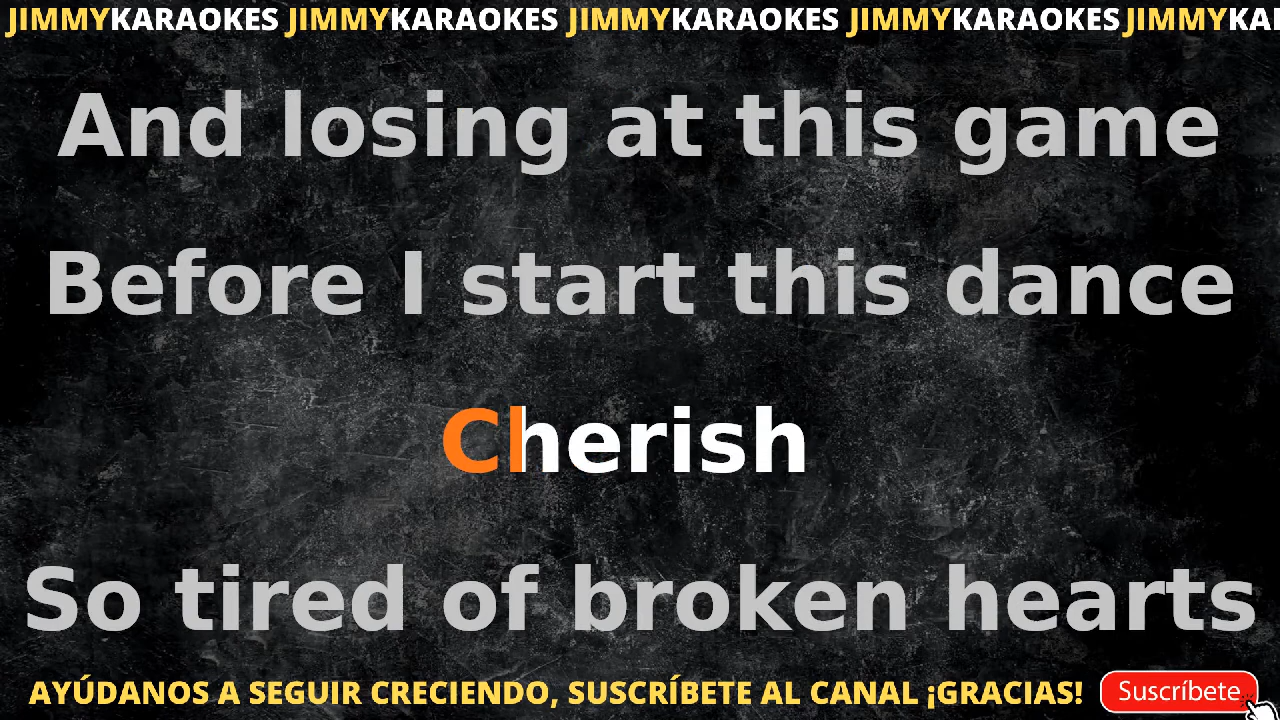 JIMMYKARAOKES JIMMYKARAOKES JIMMYKARAOKES JIMMYKARAOKES JIMMYKAI
And losing at this game
Before I start this dance
Cherish
So tired of broken hearts
AYÚDANOS A SEGUIR CRECIENDO, SUSCRÍBETE AL CANAL ¡GRACIAS! Suscríbete